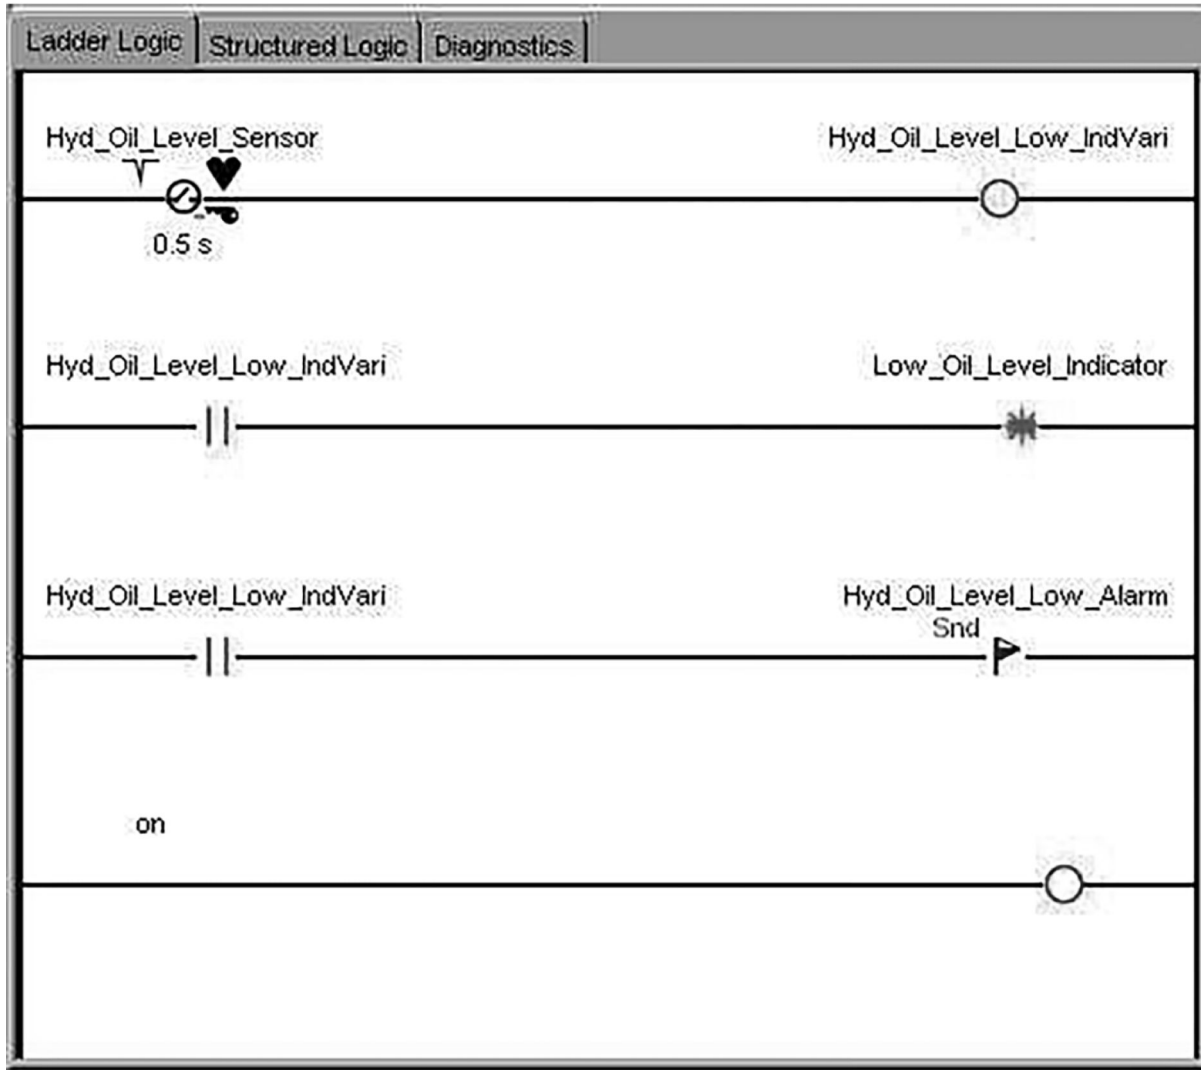 Ladder Logic Structured Logic Diagnostics
Hyd_Oil_Level_Sensor Hyd_Oil_Level_Low_IndVari
0.5 s
Hyd_Oil_Level_Low_IndVari Low_Oil_Level_Indicator
Hyd_Oil_Level_Low_IndVari Hyd_Oil_Level_Low_Alarm
Snd
on